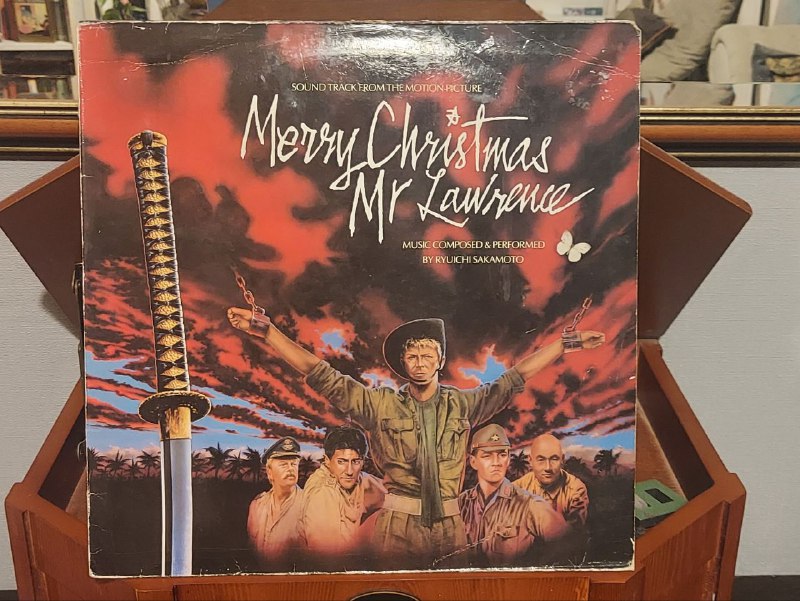 SOUND TRACK FROM THE MOTION PICTURE
Merry Christmas
Mr Lawrence
MUSIC COMPOSED & PERFORMED
BY RYUICHI SAKAMOTO